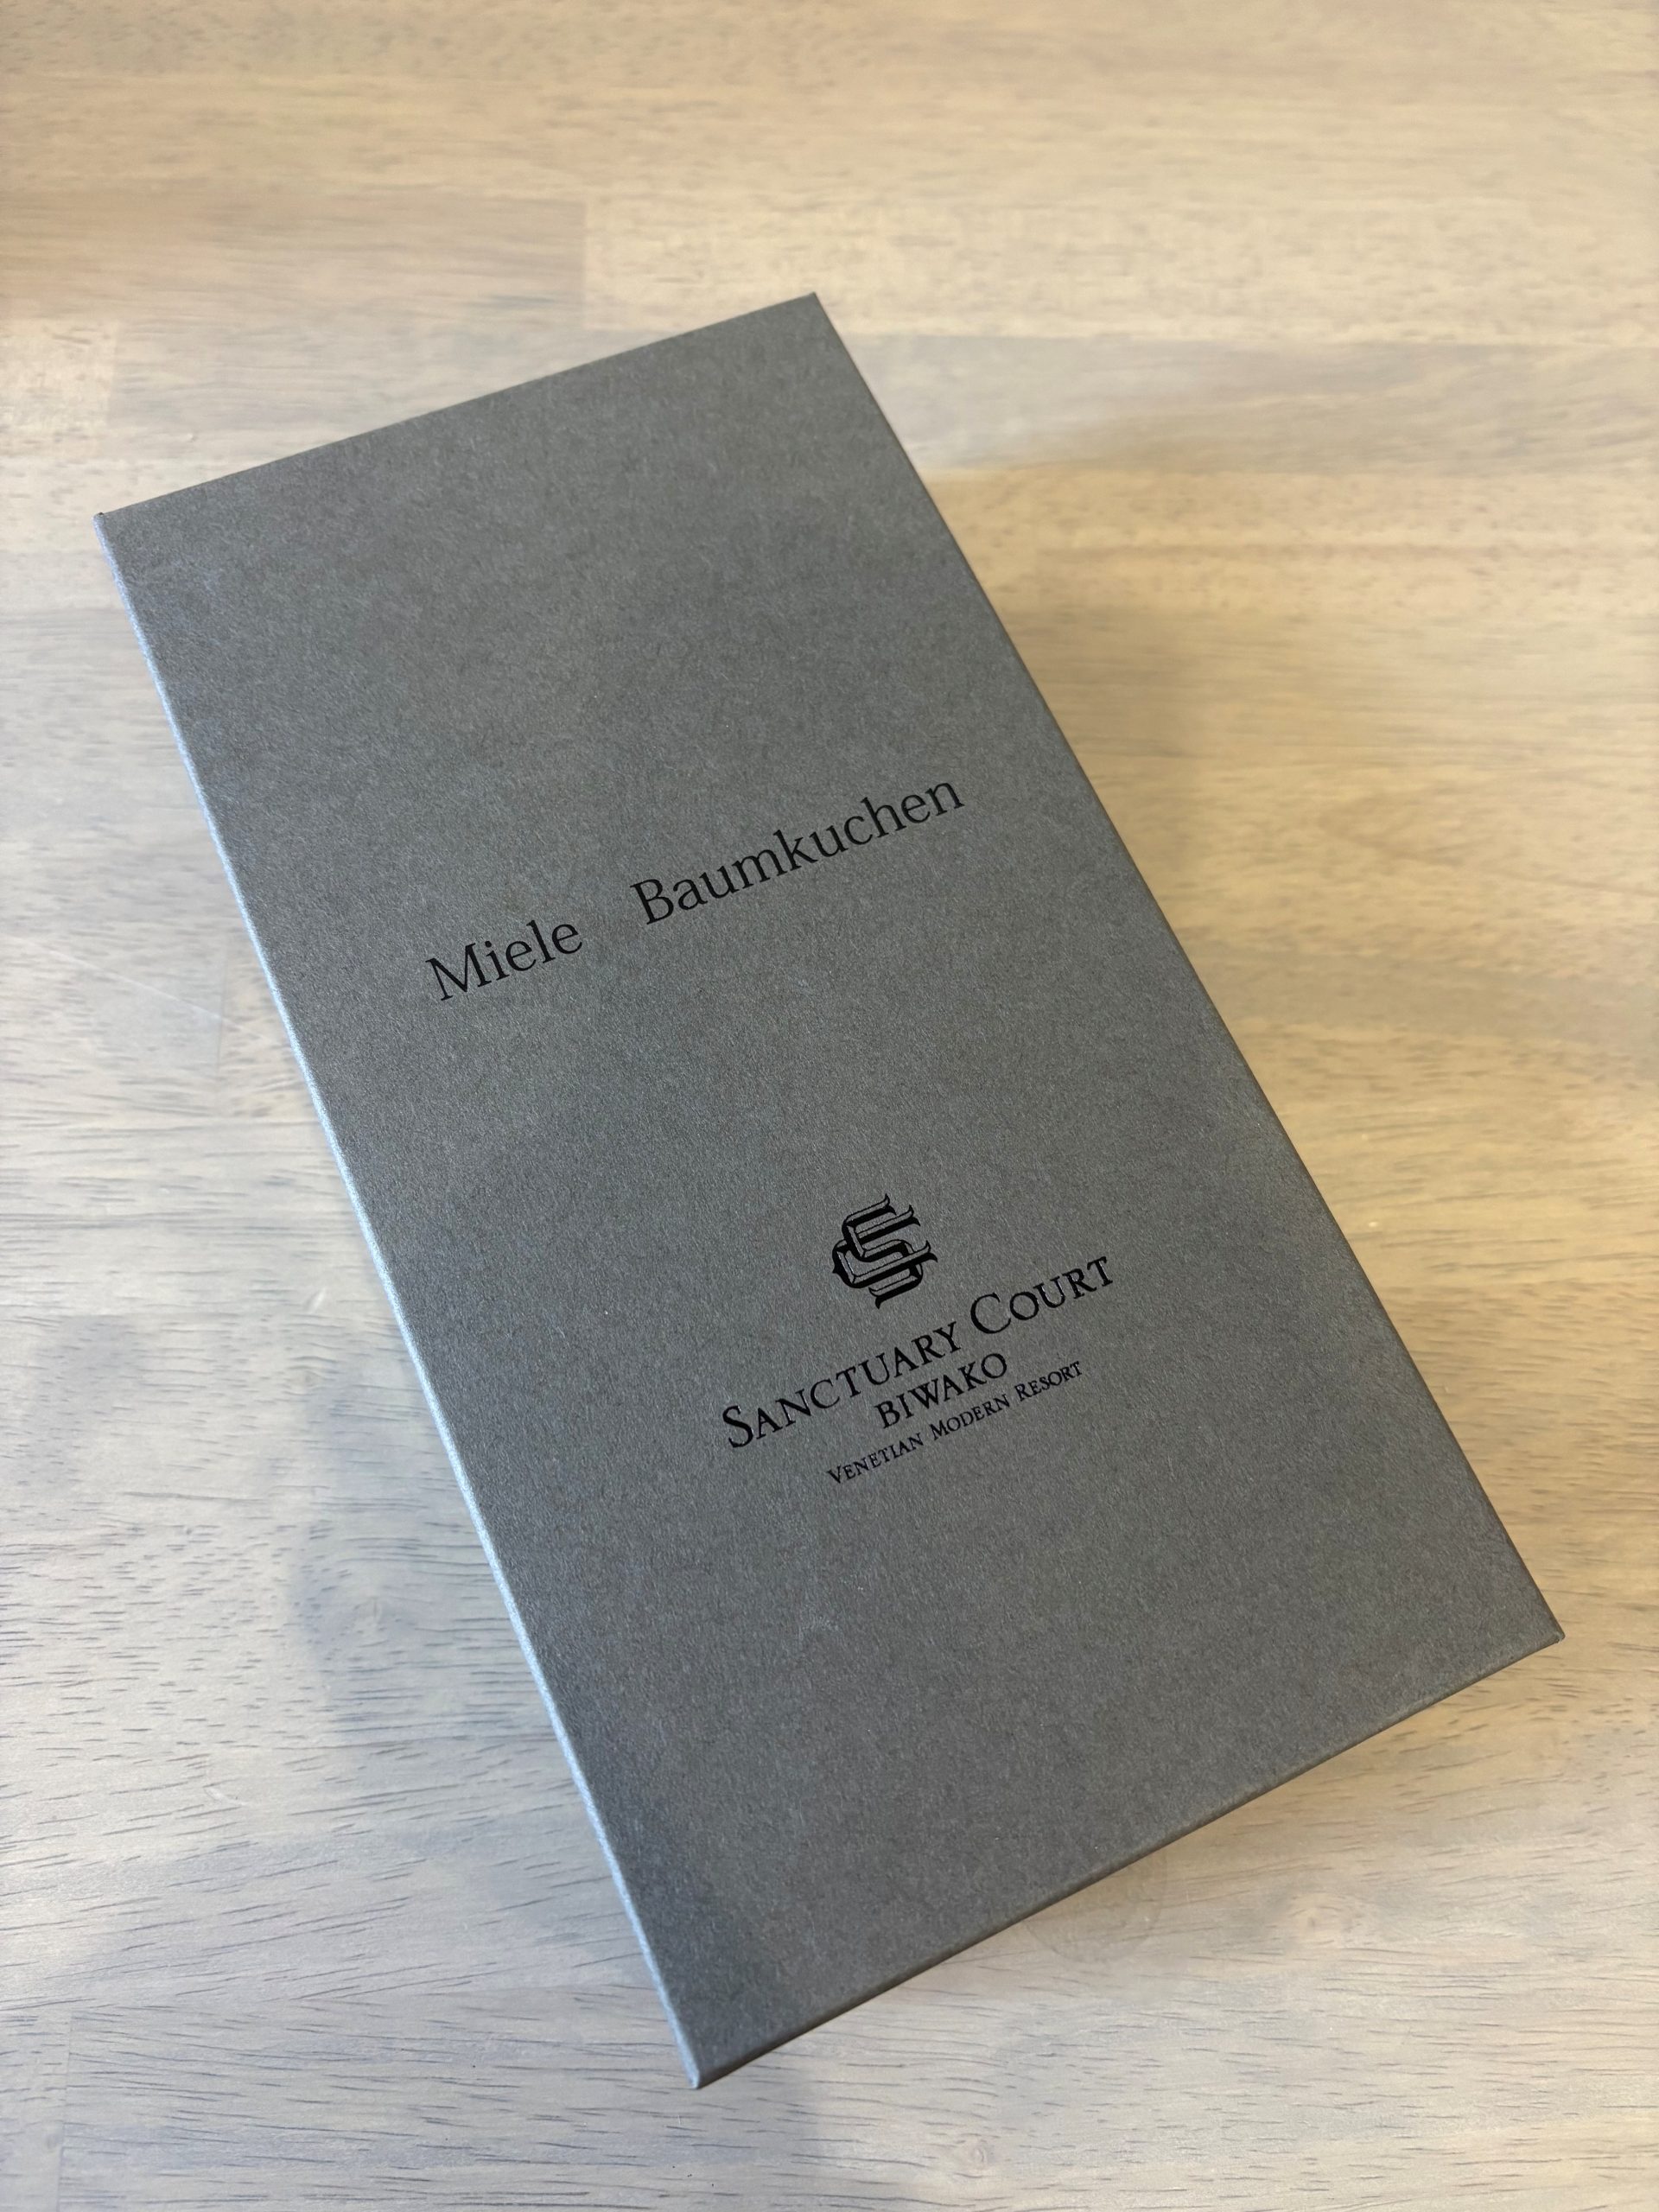 Miele Baumkuchen
SANCTUARY COURT
BIWAKO
VENETIAN MODERN RESORT